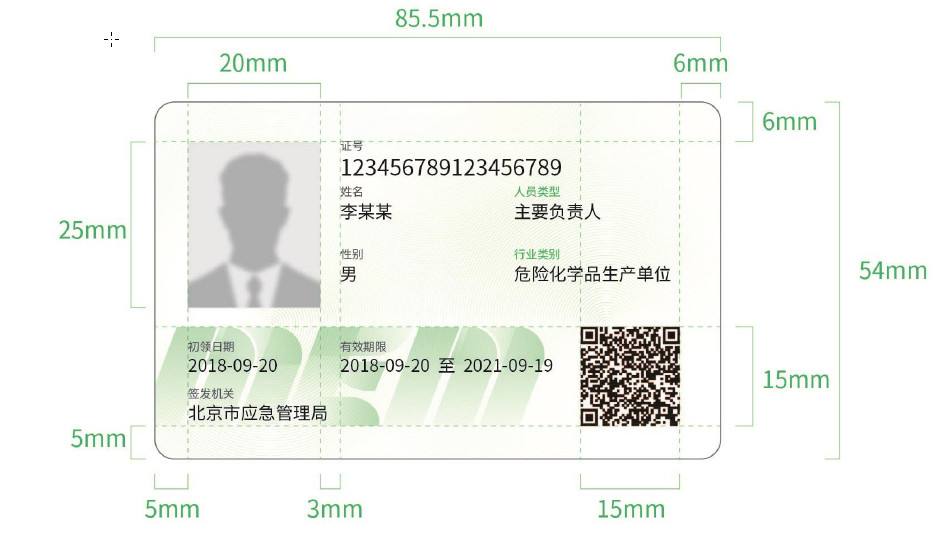 85.5mm
20mm
6mm
6mm
证号
123456789123456789
姓名
人员类型
李某某
主要负责人
25mm
性别
行业类别
男
危险化学品生产单位
54mm
初领日期
有效期限
2018-09-20
2018-09-20 至 2021-09-19
15mm
签发机关
北京市应急管理局
5mm
5mm
3mm
15mm